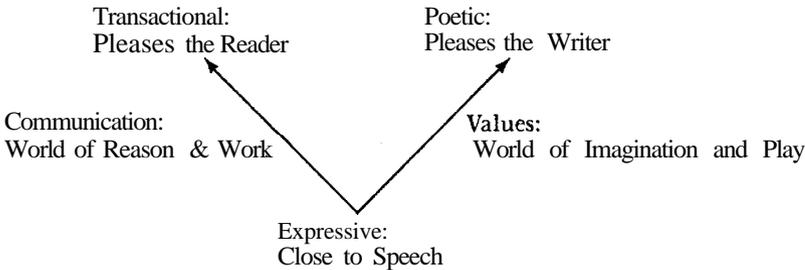 Transactional:
Pleases the Reader
Poetic:
Pleases the Writer
Communication:
World of Reason & Work
Values:
World of Imagination and Play
Expressive:
Close to Speech